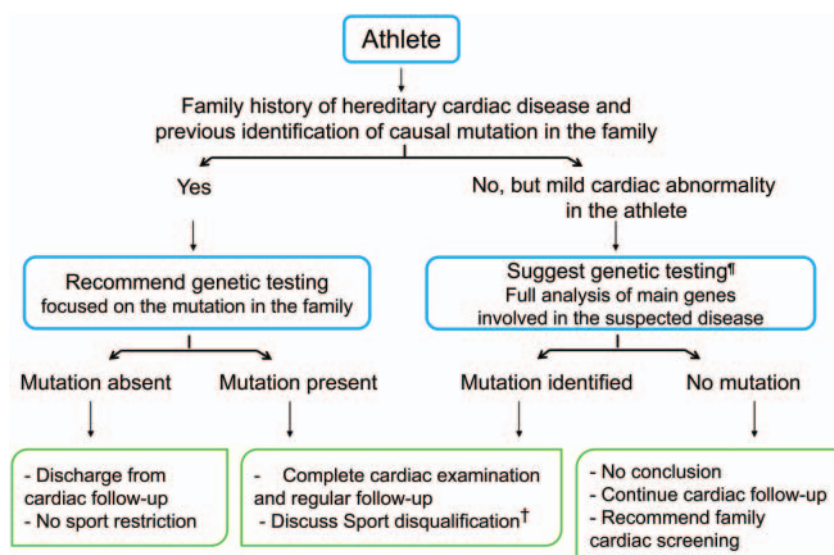 Athlete
Family history of hereditary cardiac disease and
previous identification of causal mutation in the family
Yes
No, but mild cardiac abnormality
in the athlete
Recommend genetic testing
focused on the mutation in the family
Suggest genetic testing¶
Full analysis of main genes
involved in the suspected disease
Mutation absent
Mutation present
Mutation identified
No mutation
- Discharge from
cardiac follow-up
- No sport restriction
- Complete cardiac examination
and regular follow-up
- Discuss Sport disqualification†
- No conclusion
- Continue cardiac follow-up
- Recommend family
cardiac screening